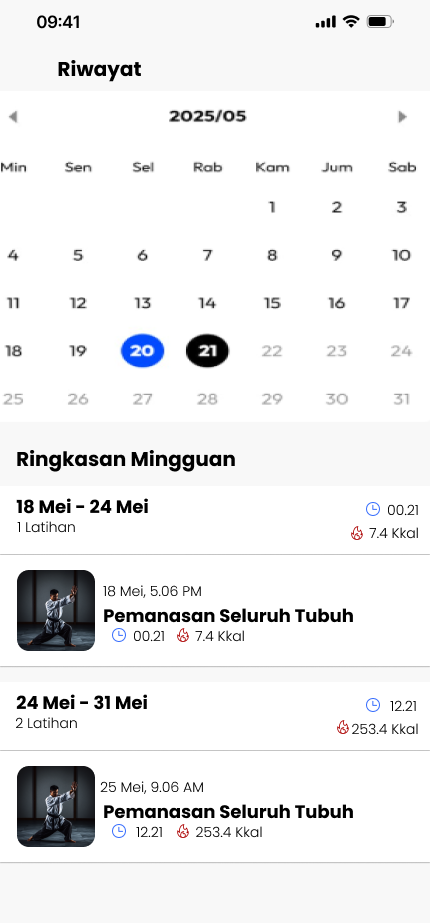 09:41
Riwayat
2025/05
Min Sen Sel Rab Kam Jum Sab
1 2 3
4 5 6 7 8 9 10
11 12 13 14 15 16 17
18 19 20 21 22 23 24
25 26 27 28 29 30 31
Ringkasan Mingguan
18 Mei - 24 Mei
00.21
1 Latihan
7.4 Kkal
18 Mei, 5.06 PM
Pemanasan Seluruh Tubuh
00.21 7.4 Kkal
24 Mei - 31 Mei
12.21
2 Latihan
253.4 Kkal
25 Mei, 9.06 AM
Pemanasan Seluruh Tubuh
12.21 253.4 Kkal